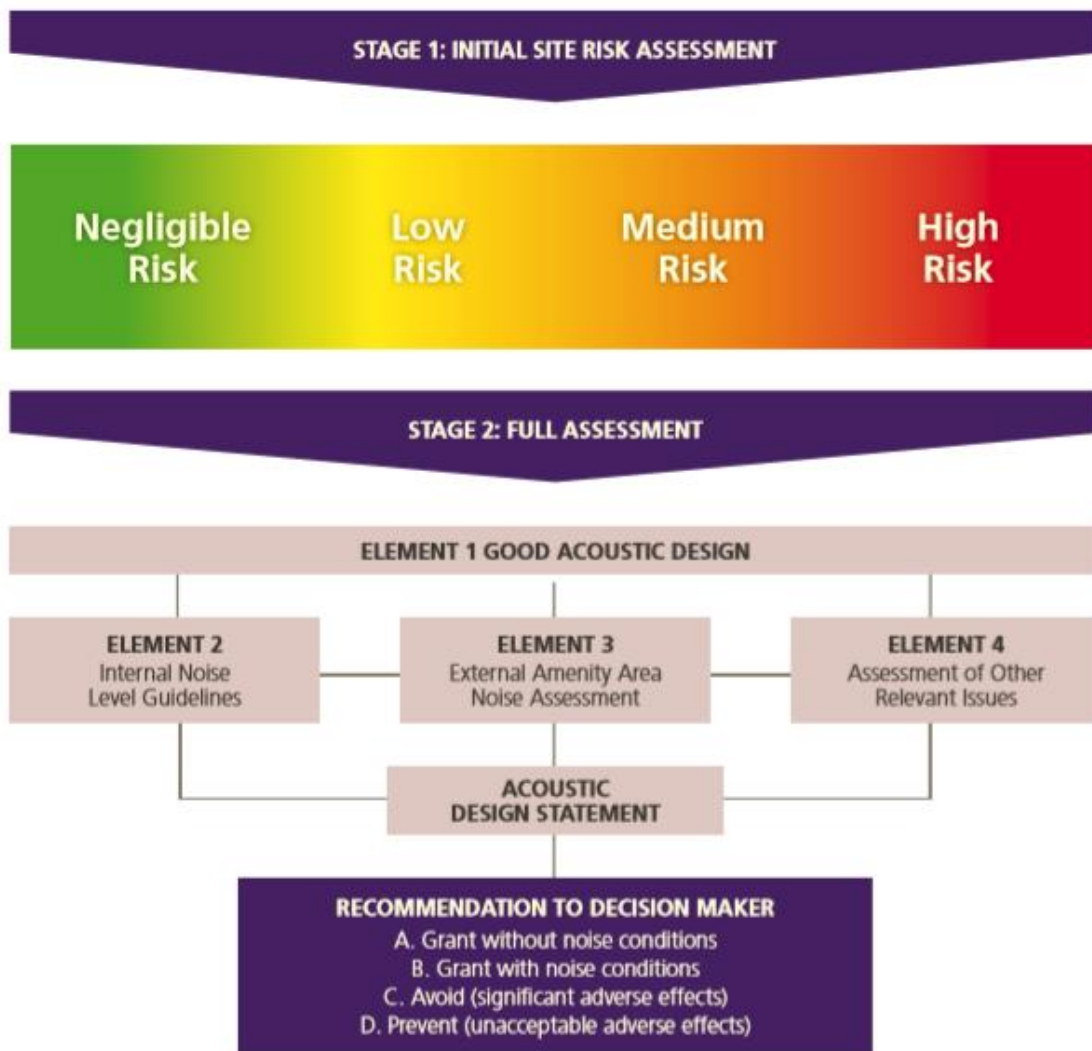 STAGE 1: INITIAL SITE RISK ASSESSMENT
Negligible
Risk
Low
Risk
Medium
Risk
High
Risk
STAGE 2: FULL ASSESSMENT
ELEMENT 1 GOOD ACOUSTIC DESIGN
ELEMENT 2
Internal Noise
Level Guidelines
ELEMENT 3
External Amenity Area
Noise Assessment
ELEMENT 4
Assessment of Other
Relevant Issues
ACOUSTIC
DESIGN STATEMENT
RECOMMENDATION TO DECISION MAKER
A. Grant without noise conditions
B. Grant with noise conditions
C. Avoid (significant adverse effects)
D. Prevent (unacceptable adverse effects)